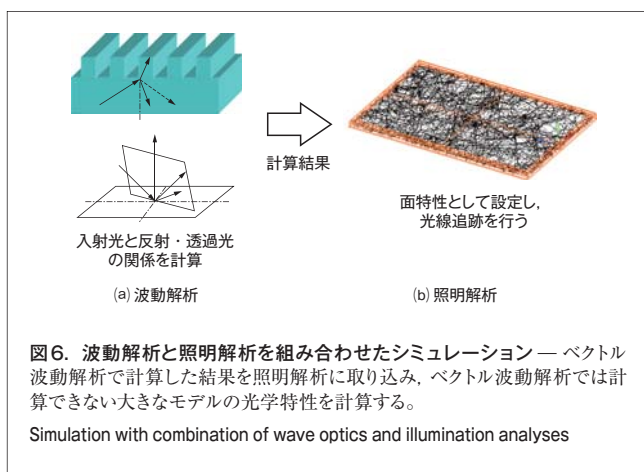 計算結果
入射光と反射・透過光
の関係を計算
面特性として設定し,
光線追跡を行う
(a) 波動解析
(b) 照明解析
図6. 波動解析と照明解析を組み合わせたシミュレーション — ベクトル
波動解析で計算した結果を照明解析に取り込み, ベクトル波動解析では計
算できない大きなモデルの光学特性を計算する。
Simulation with combination of wave optics and illumination analyses